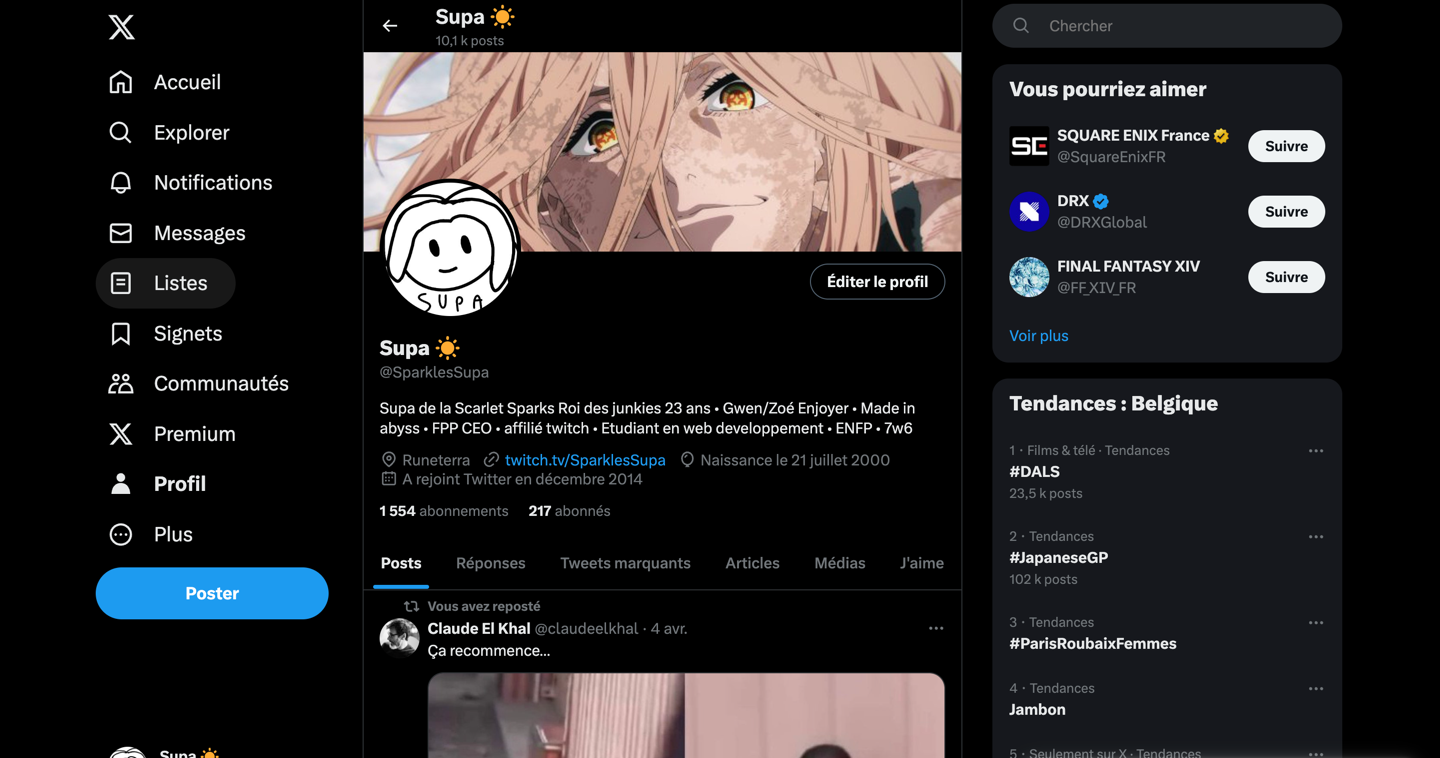 Accueil
Explorer
Notifications
Messages
Listes
Signets
Communautés
Premium
Profil
Plus
Poster
Supa
Supa
10,1 k posts
SUPA
Éditer le profil
Supa
@SparklesSupa
Supa de la Scarlet Sparks Roi des junkies 23 ans • Gwen/Zoé Enjoyer • Made in
abyss • FPP CEO • affilié twitch • Etudiant en web developpement • ENFP • 7w6
Runeterra twitch.tv/SparklesSupa Naissance le 21 juillet 2000
A rejoint Twitter en décembre 2014
1 554 abonnements 217 abonnés
Posts Réponses Tweets marquants Articles Médias J'aime
Vous avez reposté
Claude El Khal @claudeelkhal · 4 avr.
Ça recommence...
Chercher
Vous pourriez aimer
SE
SQUARE ENIX France
@SquareEnixFR
Suivre
DRX
@DRXGlobal
Suivre
FINAL FANTASY XIV
@FF_XIV_FR
Suivre
Voir plus
Tendances : Belgique
1 · Films & télé · Tendances
#DALS
23,5 k posts
2 · Tendances
#JapaneseGP
102 k posts
3 · Tendances
#ParisRoubaixFemmes
4 · Tendances
Jambon
5 · Seulement sur X · Tendances